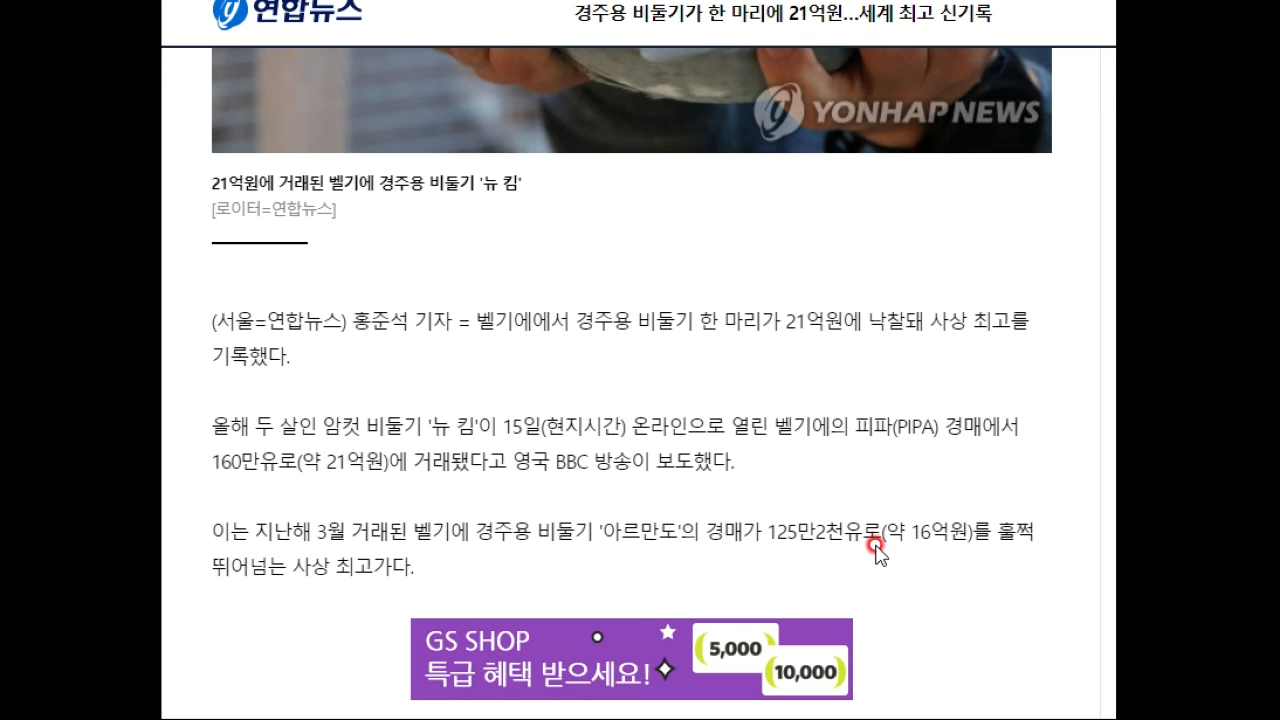 연합뉴스
경주용 비둘기가 한 마리에 21억원...세계 최고 신기록
YONHAP NEWS
21억원에 거래된 벨기에 경주용 비둘기 '뉴 킴'
[로이터=연합뉴스]
(서울=연합뉴스) 홍준석 기자 = 벨기에에서 경주용 비둘기 한 마리가 21억원에 낙찰돼 사상 최고를
기록했다.
올해 두 살인 암컷 비둘기 '뉴 킴'이 15일(현지시간) 온라인으로 열린 벨기에의 피파(PIPA) 경매에서
160만유로(약 21억원)에 거래됐다고 영국 BBC 방송이 보도했다.
이는 지난해 3월 거래된 벨기에 경주용 비둘기 '아르만도'의 경매가 125만2천유로(약 16억원)를 훌쩍
뛰어넘는 사상 최고가다.
GS SHOP
특급 혜택 받으세요!
5,000
10,000